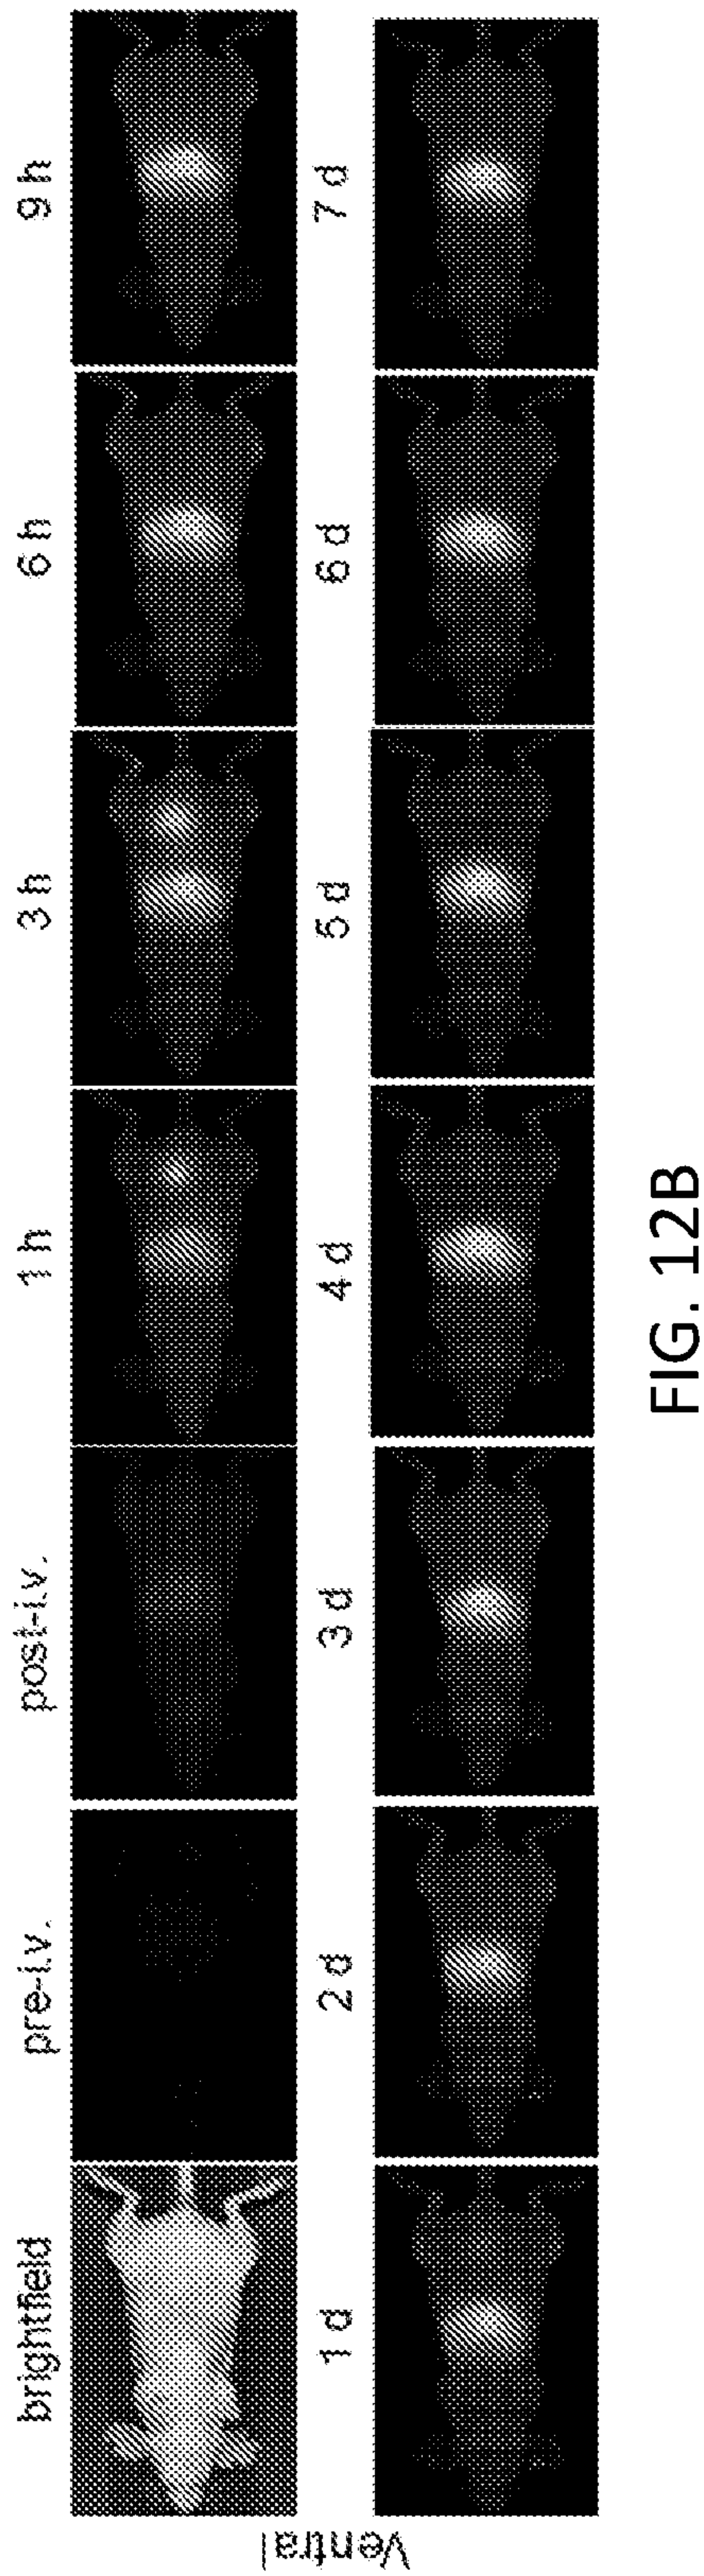 brightfield pre-i.v. post-i.v. 1 h 3 h 6 h 9 h
Ventral
1 d 2 d 3 d 4 d 5 d 6 d 7 d
FIG. 12B